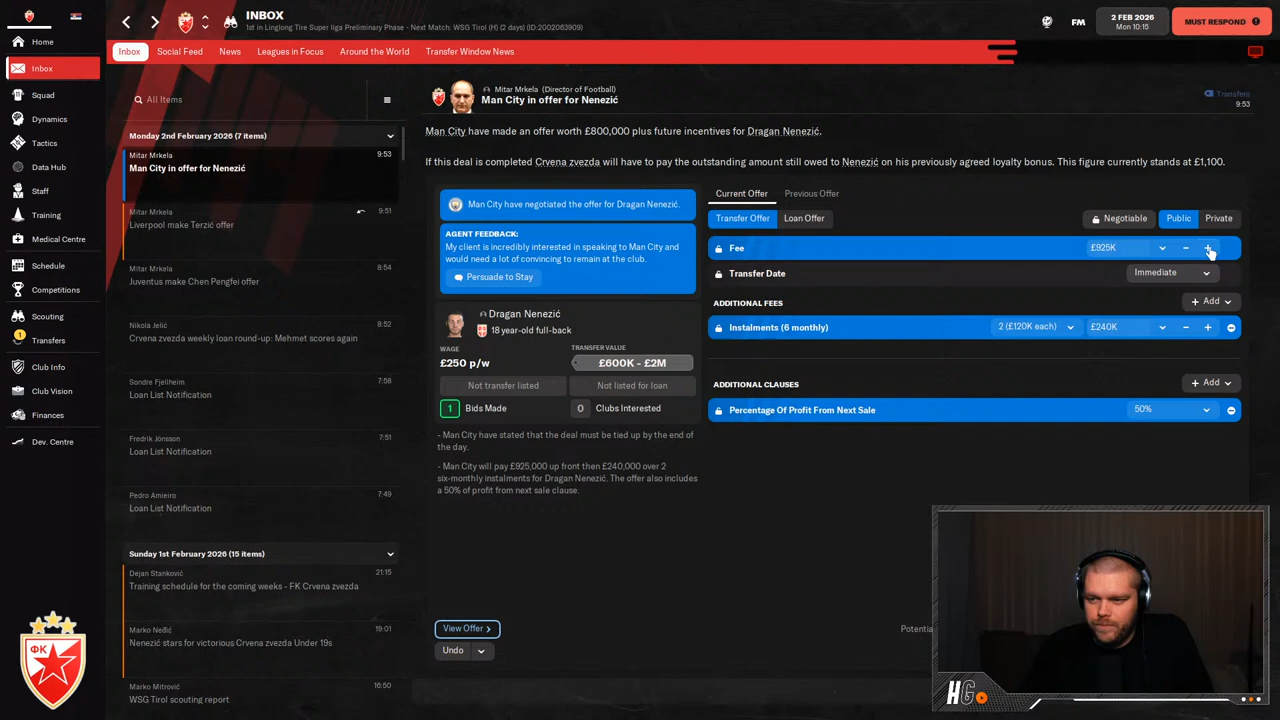 INBOX
1st in Linglong Tire Super liga Preliminary Phase - Next Match: WSG Tirol (H) (2 days) (ID:2002063909)
FM
2 FEB 2026
Mon 10:15
MUST RESPOND
Home
Inbox
Squad
Dynamics
Tactics
Data Hub
Staff
Training
Medical Centre
Schedule
Competitions
Scouting
1
Transfers
Club Info
Club Vision
Finances
Dev. Centre
ФК
Inbox
Social Feed
News
Leagues in Focus
Around the World
Transfer Window News
All Items
Monday 2nd February 2026 (7 items)
Mitar Mrkela 9:53
Man City in offer for Nenezić
Mitar Mrkela 9:51
Liverpool make Terzić offer
Mitar Mrkela 8:54
Juventus make Chen Pengfei offer
Nikola Jelić 8:52
Crvena zvezda weekly loan round-up: Mehmet scores again
Sondre Fjellheim 7:58
Loan List Notification
Fredrik Jönsson 7:51
Loan List Notification
Pedro Amieiro 7:49
Loan List Notification
Sunday 1st February 2026 (15 items)
Dejan Stanković 21:15
Training schedule for the coming weeks - FK Crvena zvezda
Marko Neđić 19:01
Nenezić stars for victorious Crvena zvezda Under 19s
Marko Mitrović 16:50
WSG Tirol scouting report
Mitar Mrkela (Director of Football)
Man City in offer for Nenezić
Transfers
9:53
Man City have made an offer worth £800,000 plus future incentives for Dragan Nenezić.
If this deal is completed Crvena zvezda will have to pay the outstanding amount still owed to Nenezić on his previously agreed loyalty bonus. This figure currently stands at £1,100.
Man City have negotiated the offer for Dragan Nenezić.
AGENT FEEDBACK:
My client is incredibly interested in speaking to Man City and
would need a lot of convincing to remain at the club.
Persuade to Stay
Dragan Nenezić
18 year-old full-back
WAGE
£250 p/w
TRANSFER VALUE
£600K - £2M
Not transfer listed
Not listed for loan
1 Bids Made
0 Clubs Interested
- Man City have stated that the deal must be tied up by the end of
the day.
- Man City will pay £925,000 up front then £240,000 over 2
six-monthly instalments for Dragan Nenezić. The offer also includes
a 50% of profit from next sale clause.
View Offer
Undo
Current Offer
Previous Offer
Transfer Offer
Loan Offer
Negotiable
Public
Private
Fee £925K
Transfer Date Immediate
ADDITIONAL FEES
Add
Instalments (6 monthly) 2 (£120K each) £240K
ADDITIONAL CLAUSES
Add
Percentage Of Profit From Next Sale 50%
HG